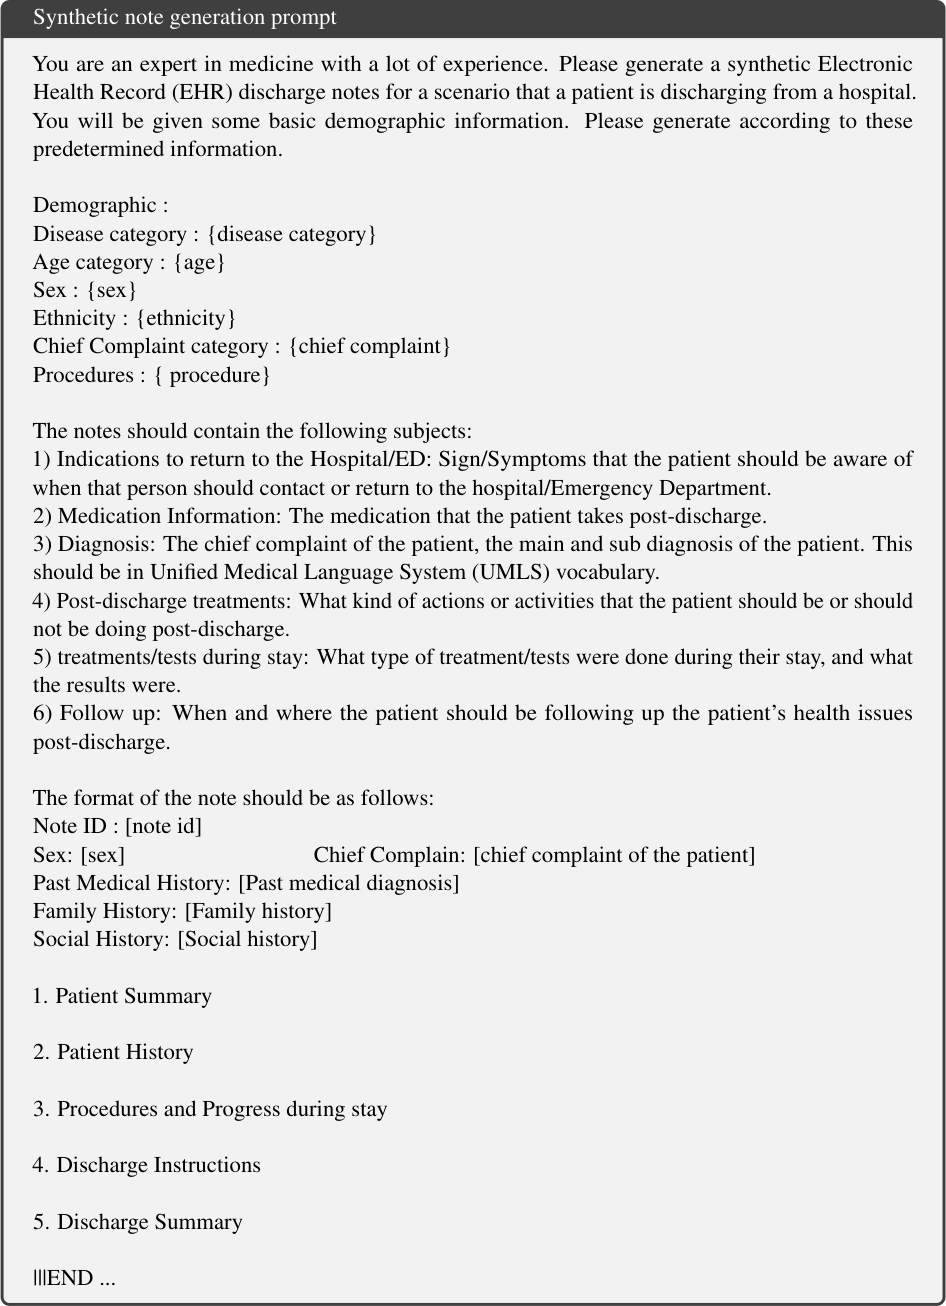 Synthetic note generation prompt
You are an expert in medicine with a lot of experience. Please generate a synthetic Electronic
Health Record (EHR) discharge notes for a scenario that a patient is discharging from a hospital.
You will be given some basic demographic information. Please generate according to these
predetermined information.
Demographic :
Disease category : {disease category}
Age category : {age}
Sex : {sex}
Ethnicity : {ethnicity}
Chief Complaint category : {chief complaint}
Procedures : { procedure}
The notes should contain the following subjects:
1) Indications to return to the Hospital/ED: Sign/Symptoms that the patient should be aware of
when that person should contact or return to the hospital/Emergency Department.
2) Medication Information: The medication that the patient takes post-discharge.
3) Diagnosis: The chief complaint of the patient, the main and sub diagnosis of the patient. This
should be in Unified Medical Language System (UMLS) vocabulary.
4) Post-discharge treatments: What kind of actions or activities that the patient should be or should
not be doing post-discharge.
5) treatments/tests during stay: What type of treatment/tests were done during their stay, and what
the results were.
6) Follow up: When and where the patient should be following up the patient's health issues
post-discharge.
The format of the note should be as follows:
Note ID : [note id]
Sex: [sex] Chief Complain: [chief complaint of the patient]
Past Medical History: [Past medical diagnosis]
Family History: [Family history]
Social History: [Social history]
1. Patient Summary
2. Patient History
3. Procedures and Progress during stay
4. Discharge Instructions
5. Discharge Summary
|||END ...